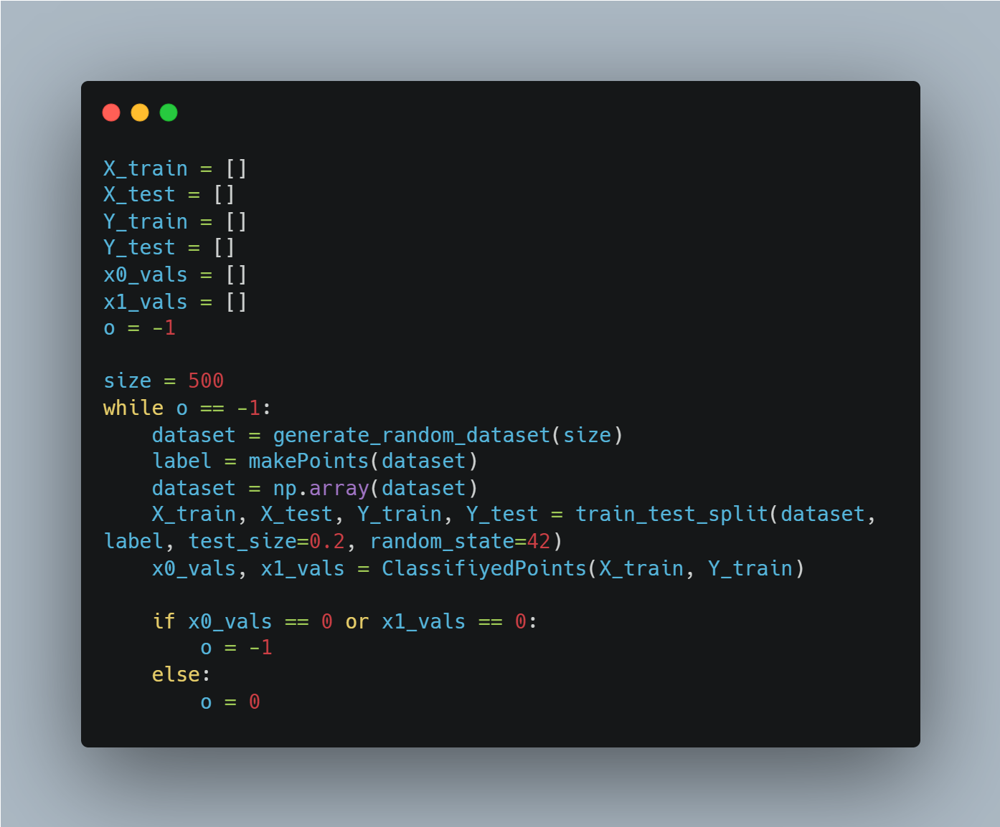 X_train = []
X_test = []
Y_train = []
Y_test = []
x0_vals = []
x1_vals = []
o = -1

size = 500
while o == -1:
    dataset = generate_random_dataset(size)
    label = makePoints(dataset)
    dataset = np.array(dataset)
    X_train, X_test, Y_train, Y_test = train_test_split(dataset,
label, test_size=0.2, random_state=42)
    x0_vals, x1_vals = ClassifiyedPoints(X_train, Y_train)

    if x0_vals == 0 or x1_vals == 0:
        o = -1
    else:
        o = 0